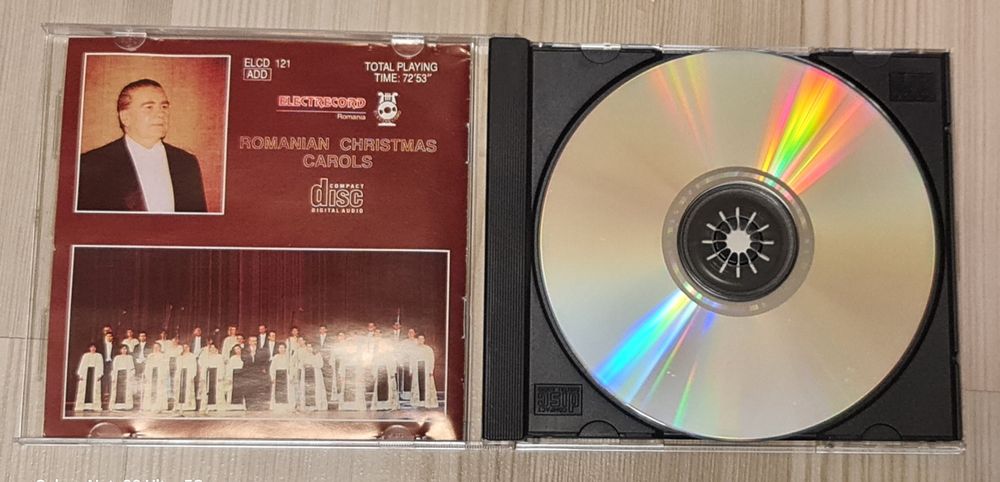 ELCD 121
ADD
TOTAL PLAYING
TIME: 72'53"
ELECTRECORD
Romania
ROMANIAN CHRISTMAS
CAROLS
COMPACT
disc
DIGITAL AUDIO